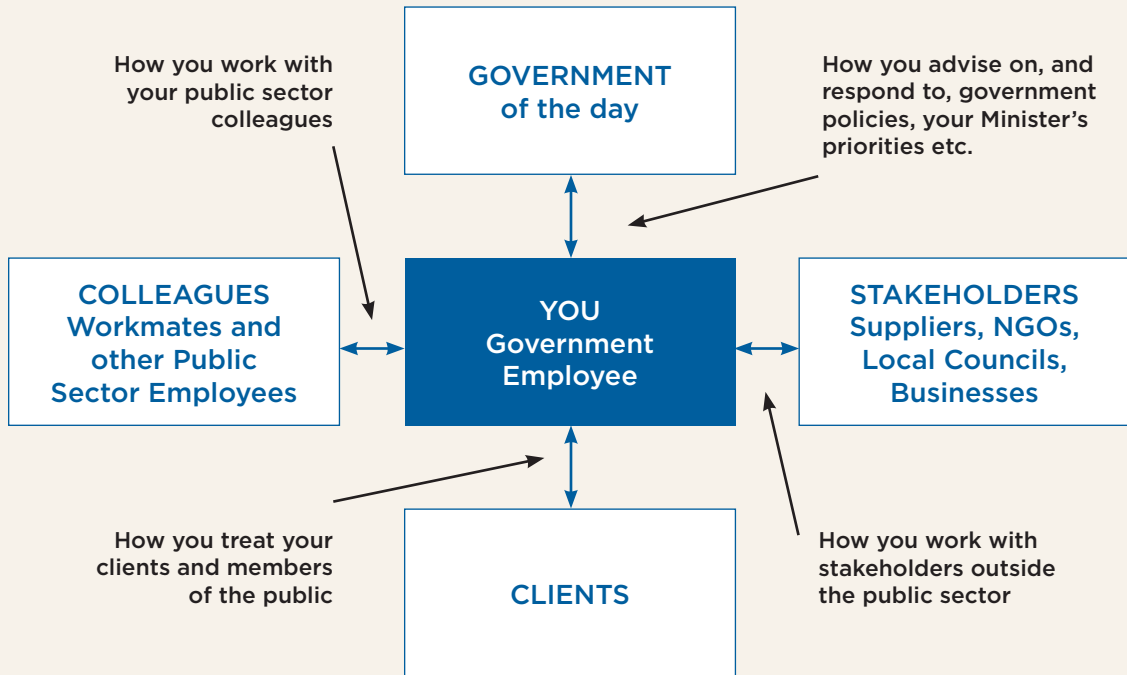 How you work with
your public sector
colleagues
GOVERNMENT
of the day
How you advise on, and
respond to, government
policies, your Minister’s
priorities etc.
COLLEAGUES
Workmates and
other Public
Sector Employees
YOU
Government
Employee
STAKEHOLDERS
Suppliers, NGOs,
Local Councils,
Businesses
How you treat your
clients and members
of the public
CLIENTS
How you work with
stakeholders outside
the public sector